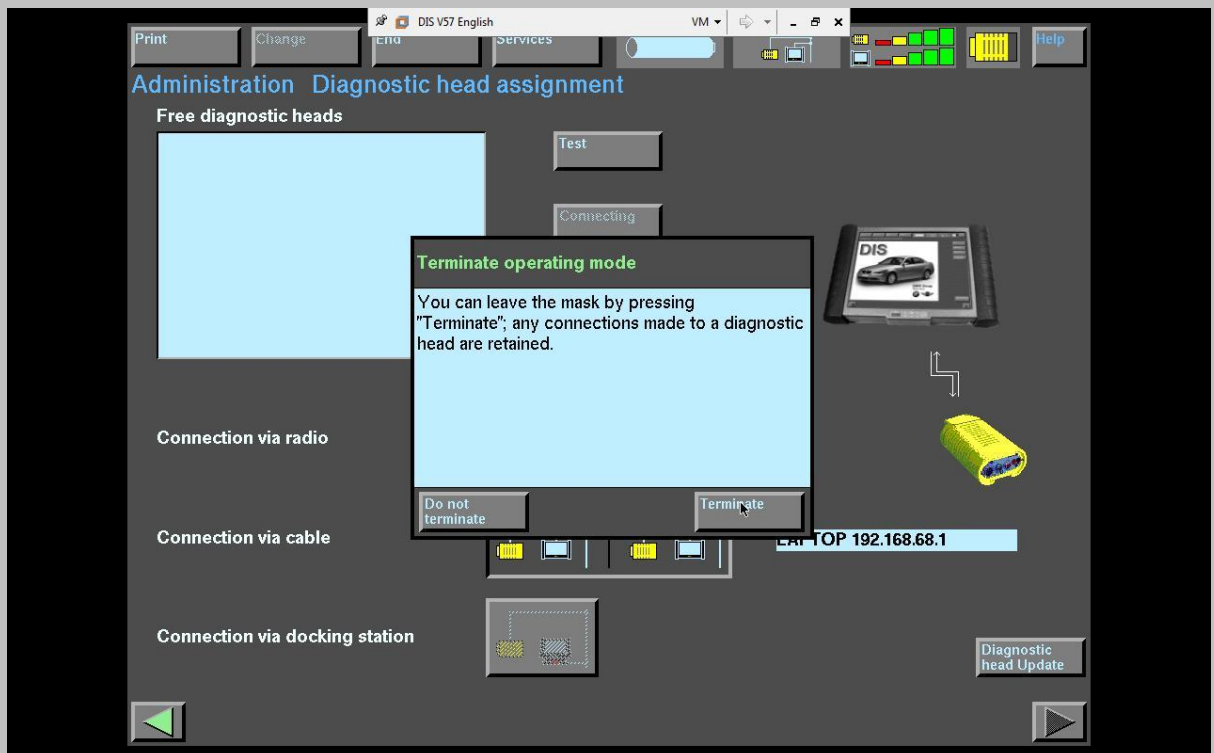 DIS V57 English
VM
Print
Change
End
Services
Help
Administration Diagnostic head assignment
Free diagnostic heads
Test
Connecting
DIS
Terminate operating mode
You can leave the mask by pressing
"Terminate"; any connections made to a diagnostic
head are retained.
Connection via radio
Do not
terminate
Terminate
Connection via cable
LAPTOP 192.168.68.1
Connection via docking station
Diagnostic
head Update